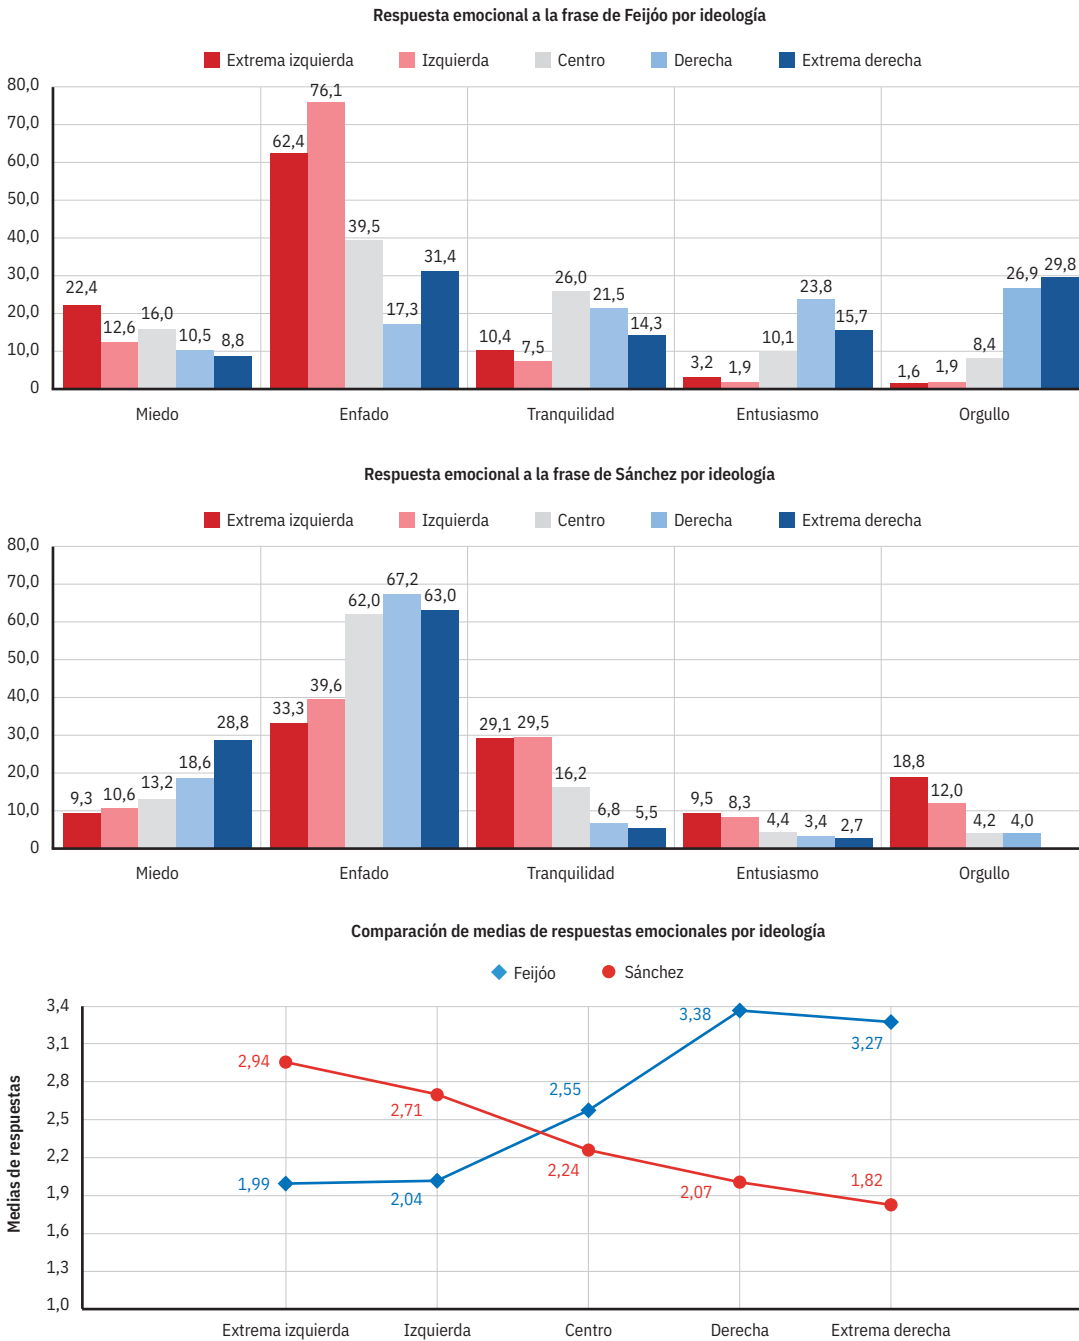 Respuesta emocional a la frase de Feijóo por ideología
Extrema izquierda Izquierda Centro Derecha Extrema derecha
80,0
70,0
60,0
50,0
40,0
30,0
20,0
10,0
0
22,4 12,6 16,0 10,5 8,8
62,4 76,1 39,5 17,3 31,4
10,4 7,5 26,0 21,5 14,3
3,2 1,9 10,1 23,8 15,7
1,6 1,9 8,4 26,9 29,8
Miedo Enfado Tranquilidad Entusiasmo Orgullo
Respuesta emocional a la frase de Sánchez por ideología
Extrema izquierda Izquierda Centro Derecha Extrema derecha
80,0
70,0
60,0
50,0
40,0
30,0
20,0
10,0
0
9,3 10,6 13,2 18,6 28,8
33,3 39,6 62,0 67,2 63,0
29,1 29,5 16,2 6,8 5,5
9,5 8,3 4,4 3,4 2,7
18,8 12,0 4,2 4,0
Miedo Enfado Tranquilidad Entusiasmo Orgullo
Comparación de medias de respuestas emocionales por ideología
Feijóo Sánchez
Medias de respuestas
3,4
3,1
2,8
2,5
2,2
1,9
1,6
1,3
1,0
2,94 2,71 2,24 2,07 1,82
1,99 2,04 2,55 3,38 3,27
Extrema izquierda Izquierda Centro Derecha Extrema derecha